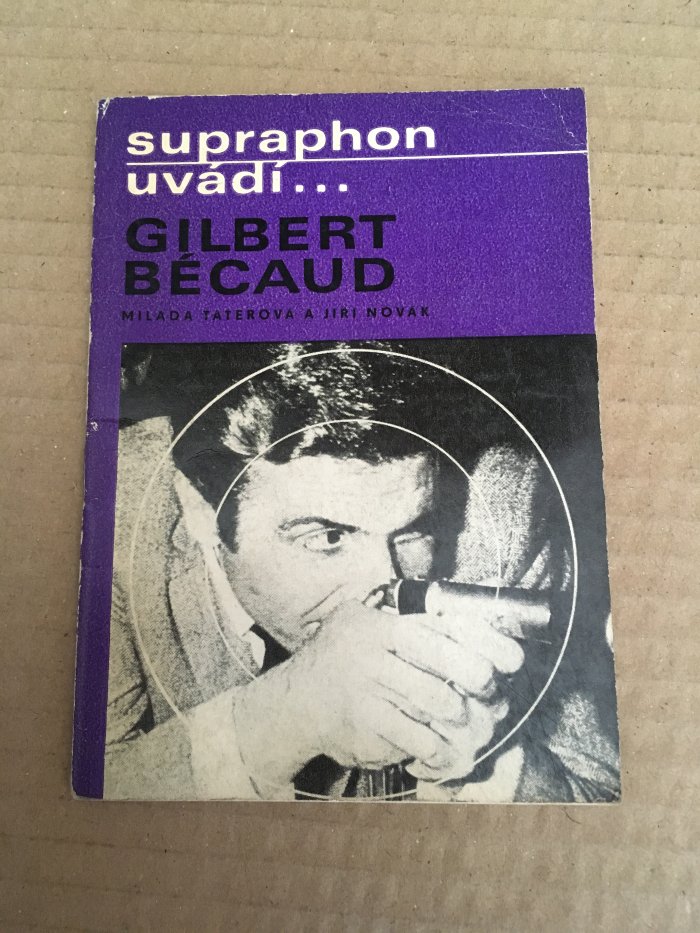 supraphon
uvádí...
GILBERT
BÉCAUD
MILADA TATEROVÁ A JIŘÍ NOVÁK